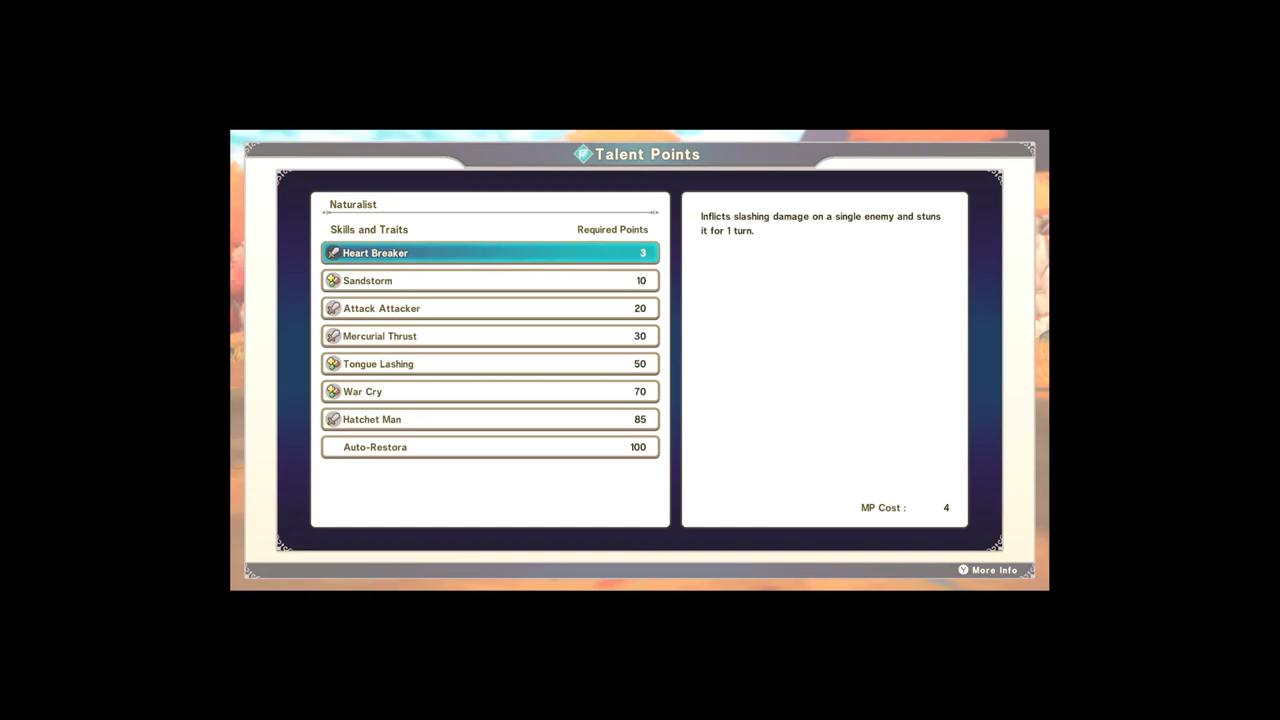 Talent Points
Naturalist
Skills and Traits Required Points
Heart Breaker 3
Sandstorm 10
Attack Attacker 20
Mercurial Thrust 30
Tongue Lashing 50
War Cry 70
Hatchet Man 85
Auto-Restora 100
Inflicts slashing damage on a single enemy and stuns
it for 1 turn.
MP Cost : 4
Y More Info